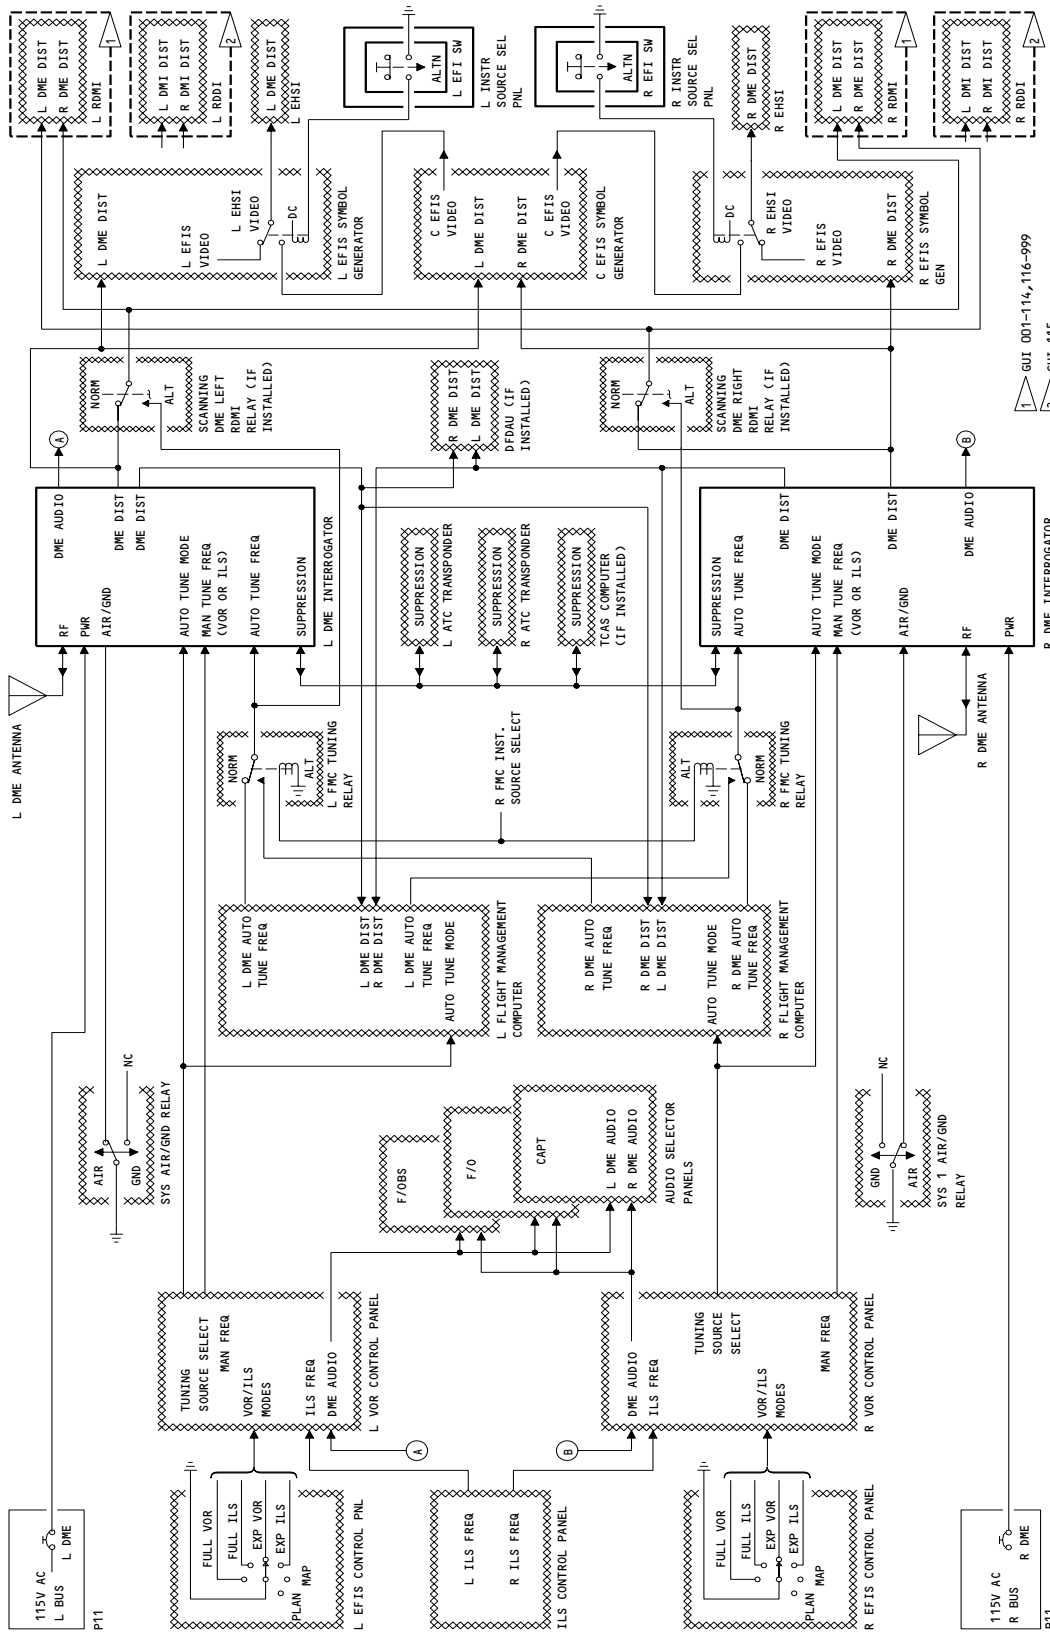 115V AC
L BUS
L DME
P11
FULL VOR
FULL ILS
EXP VOR
EXP ILS
PLAN
MAP
L EFIS CONTROL PNL
L ILS FREQ
R ILS FREQ
ILS CONTROL PANEL
FULL VOR
FULL ILS
EXP VOR
EXP ILS
PLAN
MAP
R EFIS CONTROL PANEL
115V AC
R BUS
R DME
P11
TUNING
SOURCE SELECT
MAN FREQ
VOR/ILS
MODES
ILS FREQ
DME AUDIO
L VOR CONTROL PANEL
A
B
DME AUDIO
ILS FREQ
TUNING
SOURCE
SELECT
VOR/ILS
MODES
MAN FREQ
R VOR CONTROL PANEL
AIR
GND
NC
SYS AIR/GND RELAY
F/OBS
F/O
CAPT
L DME AUDIO
R DME AUDIO
AUDIO SELECTOR
PANELS
NC
GND
AIR
SYS 1 AIR/GND
RELAY
L DME AUTO
TUNE FREQ
L DME DIST
R DME DIST
L DME AUTO
TUNE FREQ
AUTO TUNE MODE
L FLIGHT MANAGEMENT
COMPUTER
R DME AUTO
TUNE FREQ
R DME DIST
L DME DIST
AUTO TUNE MODE
R DME AUTO
TUNE FREQ
R FLIGHT MANAGEMENT
COMPUTER
L DME ANTENNA
NORM
ALT
L FMC TUNING
RELAY
R FMC INST.
SOURCE SELECT
ALT
NORM
R FMC TUNING
RELAY
R DME ANTENNA
RF
PWR
AIR/GND
DME AUDIO
DME DIST
DME DIST
AUTO TUNE MODE
MAN TUNE FREQ
(VOR OR ILS)
AUTO TUNE FREQ
SUPPRESSION
L DME INTERROGATOR
A
SUPPRESSION
L ATC TRANSPONDER
SUPPRESSION
R ATC TRANSPONDER
SUPPRESSION
TCAS COMPUTER
(IF INSTALLED)
SUPPRESSION
AUTO TUNE FREQ
DME DIST
AUTO TUNE MODE
MAN TUNE FREQ
(VOR OR ILS)
DME DIST
AIR/GND
DME AUDIO
RF
PWR
R DME INTERROGATOR
B
NORM
ALT
SCANNING
DME LEFT
RDMI
RELAY (IF
INSTALLED)
R DME DIST
L DME DIST
DFDAU (IF
INSTALLED)
NORM
ALT
SCANNING
DME RIGHT
RDMI
RELAY (IF
INSTALLED)
L DME DIST
L EFIS
VIDEO
L EHSI
VIDEO
DC
L EFIS SYMBOL
GENERATOR
C EFIS
VIDEO
L DME DIST
R DME DIST
C EFIS
VIDEO
C EFIS SYMBOL
GENERATOR
DC
R EHSI
VIDEO
R EFIS
VIDEO
R DME DIST
R EFIS SYMBOL
GEN
L DME DIST
R DME DIST
L RDMI
1
L DMI DIST
R DMI DIST
L RDDI
2
L DME DIST
L EHSI
ALTN
L EFI SW
L INSTR
SOURCE SEL
PNL
ALTN
R EFI SW
R INSTR
SOURCE SEL
PNL
R DME DIST
R EHSI
L DME DIST
R DME DIST
R RDMI
1
L DMI DIST
R DMI DIST
R RDDI
2
1 GUI 001-114,116-999